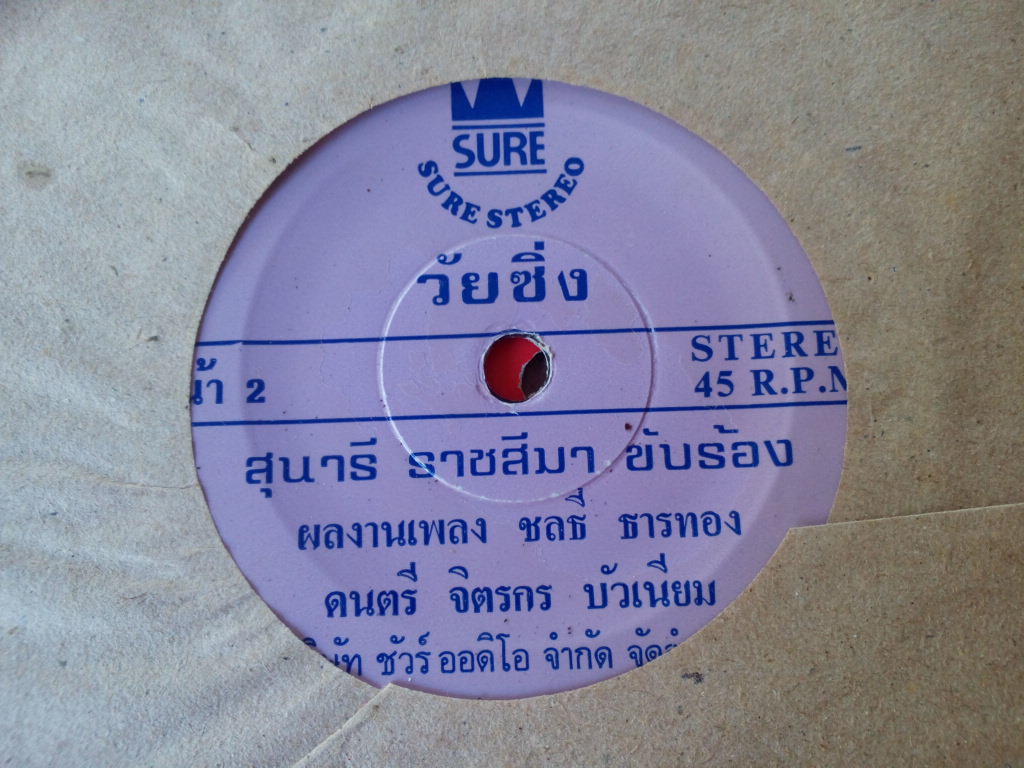 SURE
SURE STEREO
วัยซิ่ง
STERE
45 R.P.M
น้า 2
สุนารี ราชสีมา ขับร้อง
ผลงานเพลง ชลธี ธารทอง
ดนตรี จิตรกร บัวเนียม
ชัวร์ ออดิโอ จำกัด